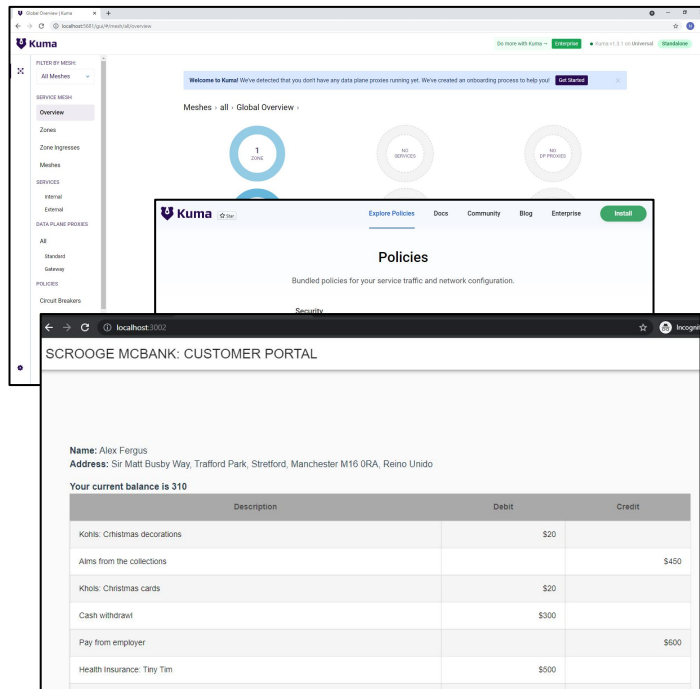 Global Overview | Kuma
localhost:5681/gui/#/mesh/all/overview
Kuma
Do more with Kuma → Enterprise Kuma v1.3.1 on Universal Standalone
FILTER BY MESH:
All Meshes
SERVICE MESH
Overview
Zones
Zone Ingresses
Meshes
SERVICES
Internal
External
DATA PLANE PROXIES
All
Standard
Gateway
POLICIES
Circuit Breakers
Welcome to Kuma! We've detected that you don't have any data plane proxies running yet. We've created an onboarding process to help you! Get Started
Meshes › all › Global Overview ›
1
ZONE
NO
SERVICES
NO
DP PROXIES
Kuma Star Explore Policies Docs Community Blog Enterprise Install
Policies
Bundled policies for your service traffic and network configuration.
Security
localhost:3002 Incognit
SCROOGE MCBANK: CUSTOMER PORTAL
Name: Alex Fergus
Address: Sir Matt Busby Way, Trafford Park, Stretford, Manchester M16 0RA, Reino Unido
Your current balance is 310
Description Debit Credit
Kohls: Crhistmas decorations $20
Alms from the collections $450
Khols: Christmas cards $20
Cash withdrawl $300
Pay from employer $600
Health Insurance: Tiny Tim $500